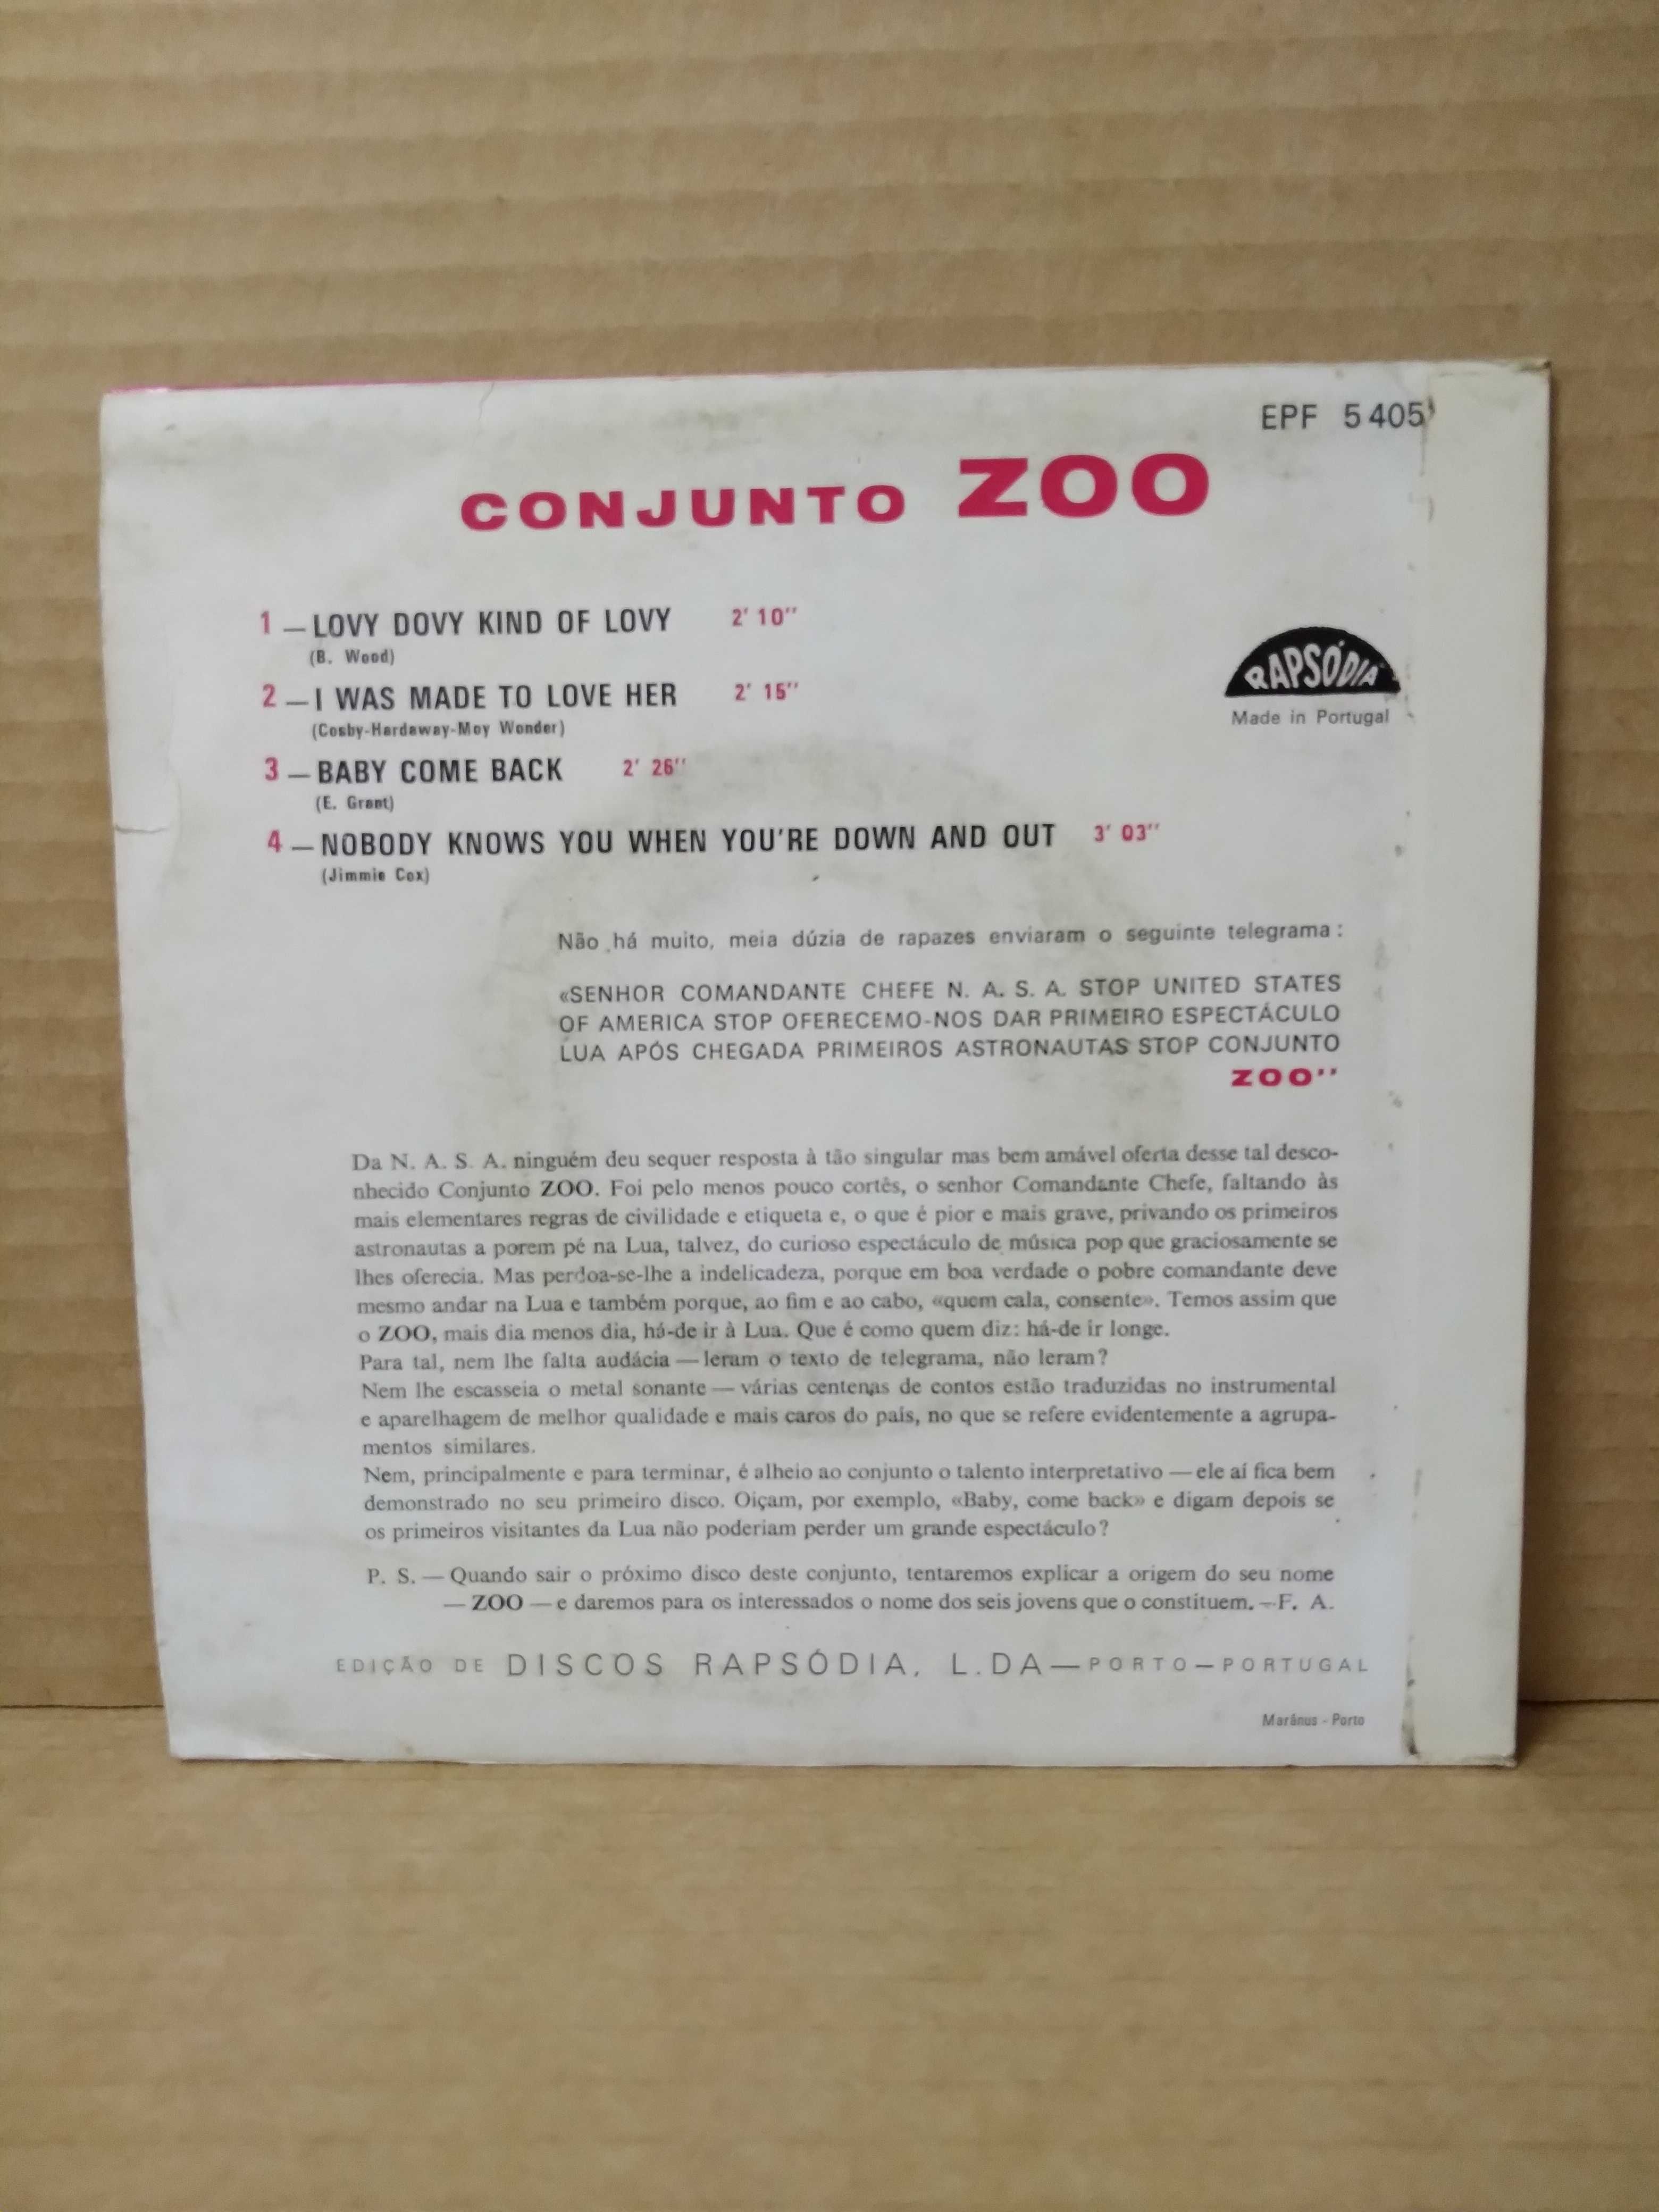 EPF 5405
CONJUNTO ZOO
1 — LOVY DOVY KIND OF LOVY 2' 10''
(B. Wood)
2 — I WAS MADE TO LOVE HER 2' 15''
(Cosby-Hardaway-Moy Wonder)
3 — BABY COME BACK 2' 26''
(E. Grant)
4 — NOBODY KNOWS YOU WHEN YOU'RE DOWN AND OUT 3' 03''
(Jimmie Cox)
RAPSÓDIA
Made in Portugal
Não há muito, meia dúzia de rapazes enviaram o seguinte telegrama:
«SENHOR COMANDANTE CHEFE N. A. S. A. STOP UNITED STATES
OF AMERICA STOP OFERECEMO-NOS DAR PRIMEIRO ESPECTÁCULO
LUA APÓS CHEGADA PRIMEIROS ASTRONAUTAS STOP CONJUNTO
ZOO''
Da N. A. S. A. ninguém deu sequer resposta à tão singular mas bem amável oferta desse tal desco-
nhecido Conjunto ZOO. Foi pelo menos pouco cortês, o senhor Comandante Chefe, faltando às
mais elementares regras de civilidade e etiqueta e, o que é pior e mais grave, privando os primeiros
astronautas a porem pé na Lua, talvez, do curioso espectáculo de música pop que graciosamente se
lhes oferecia. Mas perdoa-se-lhe a indelicadeza, porque em boa verdade o pobre comandante deve
mesmo andar na Lua e também porque, ao fim e ao cabo, «quem cala, consente». Temos assim que
o ZOO, mais dia menos dia, há-de ir à Lua. Que é como quem diz: há-de ir longe.
Para tal, nem lhe falta audácia — leram o texto de telegrama, não leram?
Nem lhe escasseia o metal sonante — várias centenas de contos estão traduzidas no instrumental
e aparelhagem de melhor qualidade e mais caros do país, no que se refere evidentemente a agrupa-
mentos similares.
Nem, principalmente e para terminar, é alheio ao conjunto o talento interpretativo — ele aí fica bem
demonstrado no seu primeiro disco. Oiçam, por exemplo, «Baby, come back» e digam depois se
os primeiros visitantes da Lua não poderiam perder um grande espectáculo?
P. S. — Quando sair o próximo disco deste conjunto, tentaremos explicar a origem do seu nome
— ZOO — e daremos para os interessados o nome dos seis jovens que o constituem. — F. A.
EDIÇÃO DE DISCOS RAPSÓDIA, L.DA — PORTO — PORTUGAL
Marânus - Porto